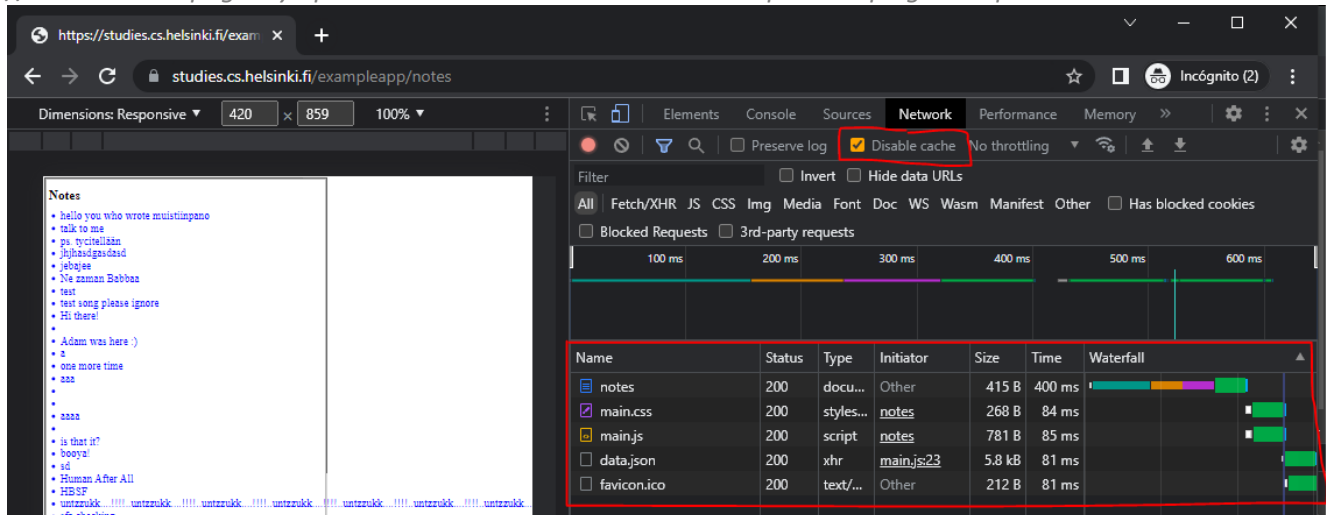 https://studies.cs.helsinki.fi/exam
studies.cs.helsinki.fi/exampleapp/notes
Incógnito (2)
Dimensions: Responsive ▼ 420 × 859 100% ▼
Elements Console Sources Network Performance Memory »
Preserve log Disable cache No throttling
Filter Invert Hide data URLs
All Fetch/XHR JS CSS Img Media Font Doc WS Wasm Manifest Other Has blocked cookies
Blocked Requests 3rd-party requests
100 ms 200 ms 300 ms 400 ms 500 ms 600 ms
Name Status Type Initiator Size Time Waterfall
notes 200 docu... Other 415 B 400 ms
main.css 200 styles... notes 268 B 84 ms
main.js 200 script notes 781 B 85 ms
data.json 200 xhr main.js:23 5.8 kB 81 ms
favicon.ico 200 text/... Other 212 B 81 ms
Notes
hello you who wrote muistiinpano
talk to me
ps. tycitellään
jhjhasdgasdasd
jebajee
Ne zaman Babbaa
test
test song please ignore
Hi there!
Adam was here :)
a
one more time
aaa
aaaa
is that it?
booya!
sd
Human After All
HBSF
untzzukk....!!!!..untzzukk....!!!!..untzzukk....!!!!..untzzukk....!!!!..untzzukk....!!!!..untzzukk....!!!!..untzzukk